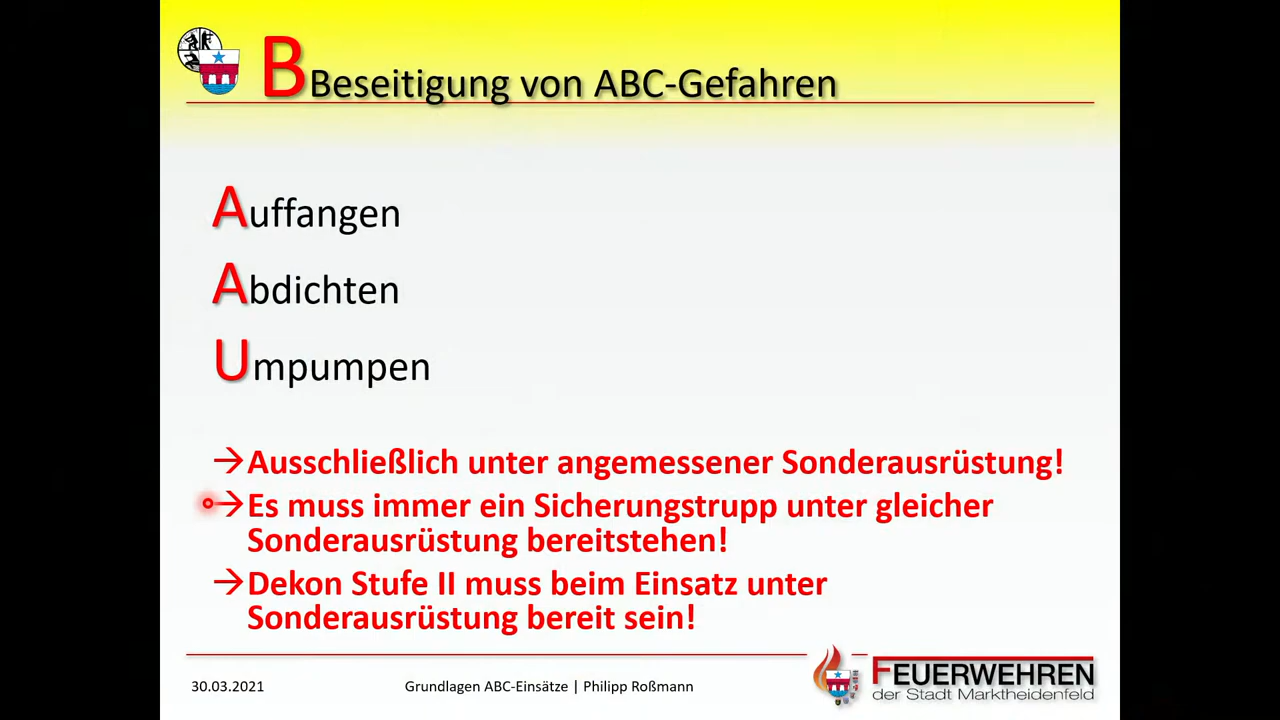 BBeseitigung von ABC-Gefahren
Auffangen
Abdichten
Umpumpen
→Ausschließlich unter angemessener Sonderausrüstung!
→Es muss immer ein Sicherungstrupp unter gleicher
Sonderausrüstung bereitstehen!
→Dekon Stufe II muss beim Einsatz unter
Sonderausrüstung bereit sein!
30.03.2021
Grundlagen ABC-Einsätze | Philipp Roßmann
FEUERWEHREN
der Stadt Marktheidenfeld